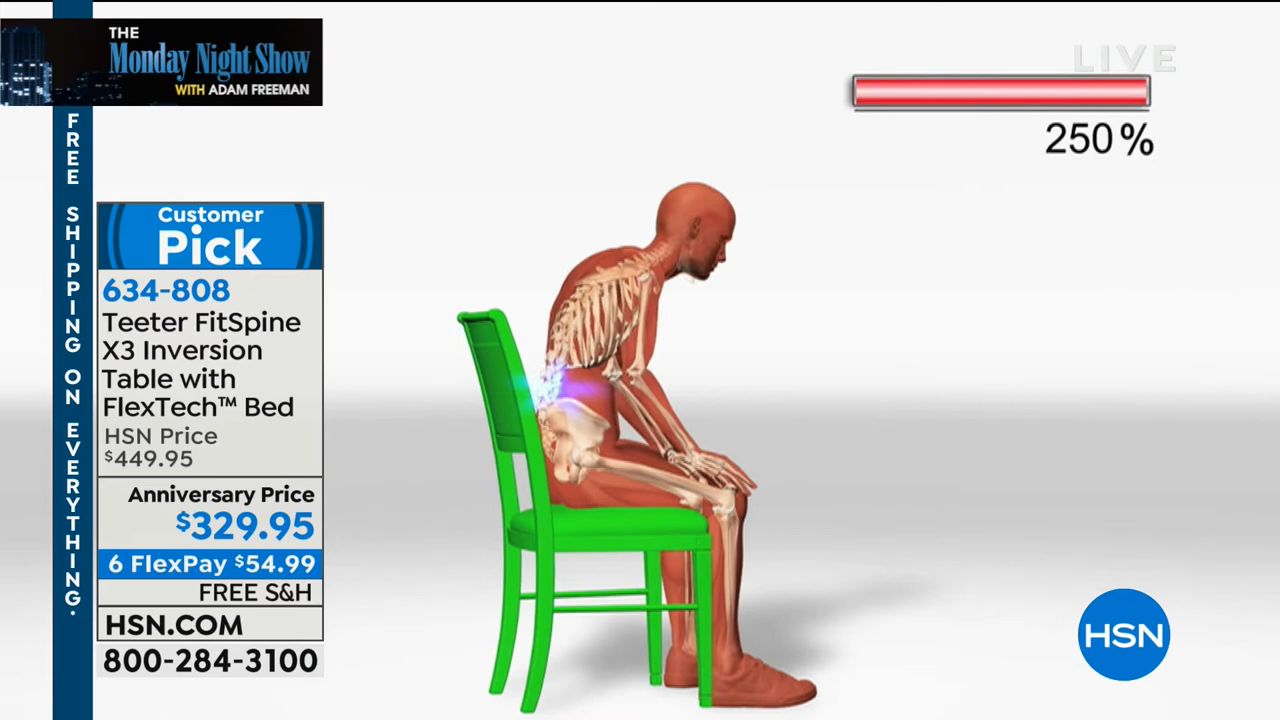 THE
Monday Night Show
WITH ADAM FREEMAN
FREE SHIPPING ON EVERYTHING.
Customer
Pick
634-808
Teeter FitSpine
X3 Inversion
Table with
FlexTech™ Bed
HSN Price
$449.95
Anniversary Price
$329.95
6 FlexPay $54.99
FREE S&H
HSN.COM
800-284-3100
LIVE
250%
HSN